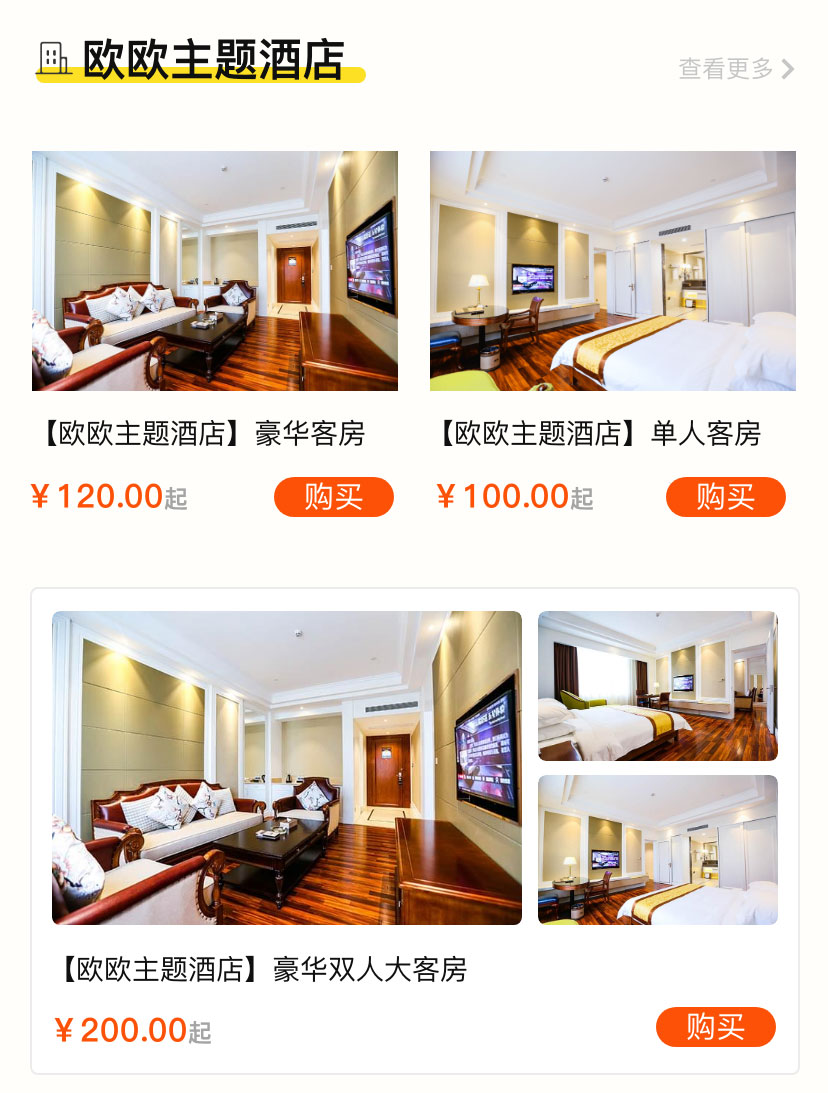 欧欧主题酒店
查看更多
【欧欧主题酒店】豪华客房
【欧欧主题酒店】单人客房
￥120.00起
购买
￥100.00起
购买
【欧欧主题酒店】豪华双人大客房
￥200.00起
购买